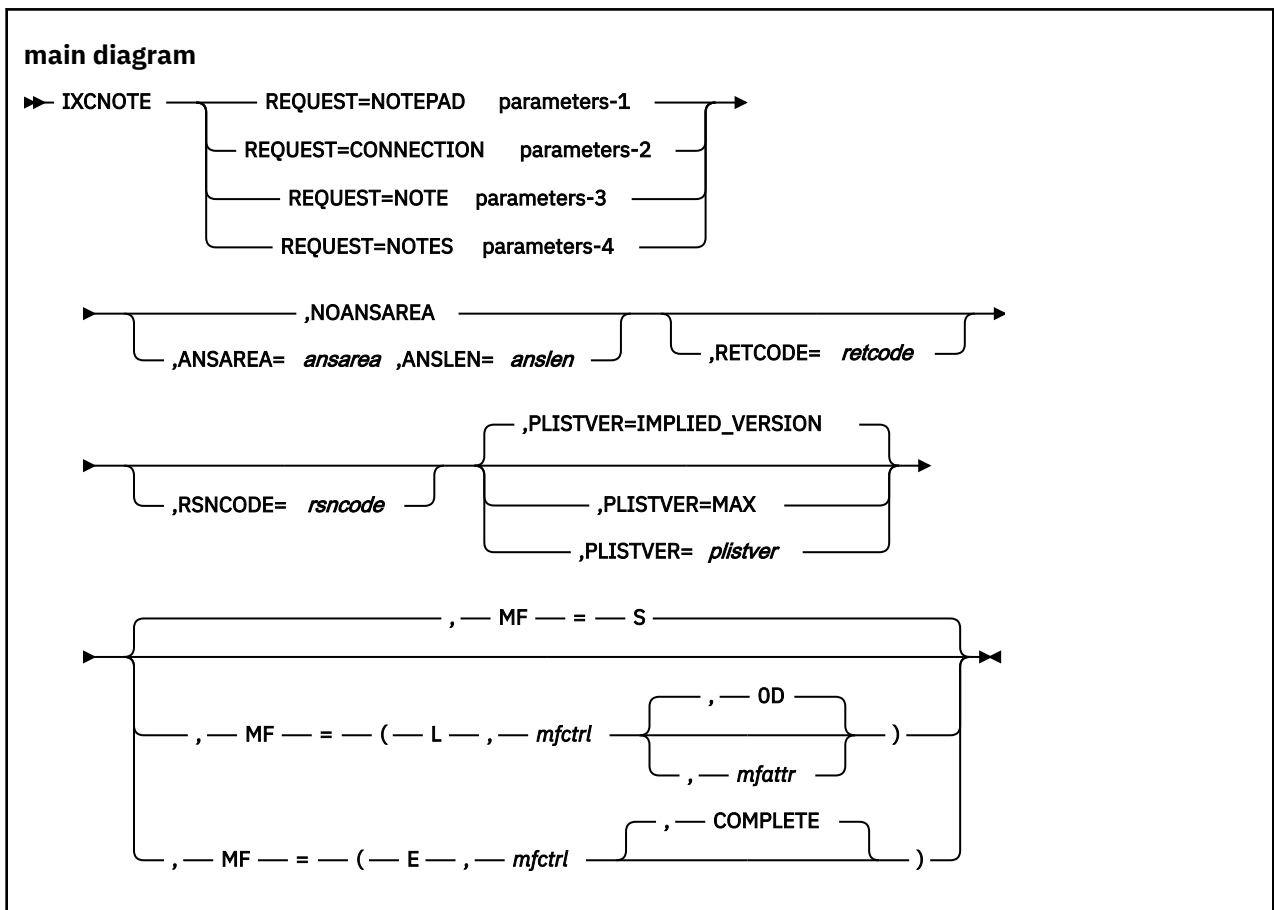 main diagram
IXCNOTE REQUEST=NOTEPAD parameters-1
REQUEST=CONNECTION parameters-2
REQUEST=NOTE parameters-3
REQUEST=NOTES parameters-4
,NOANSAREA
,ANSAREA= ansarea ,ANSLEN= anslen ,RETCODE= retcode
,PLISTVER=IMPLIED_VERSION
,RSNCODE= rsncode ,PLISTVER=MAX
,PLISTVER= plistver
, MF = S
, 0D
, MF = ( L , mfctrl )
, mfattr
, COMPLETE
, MF = ( E , mfctrl )